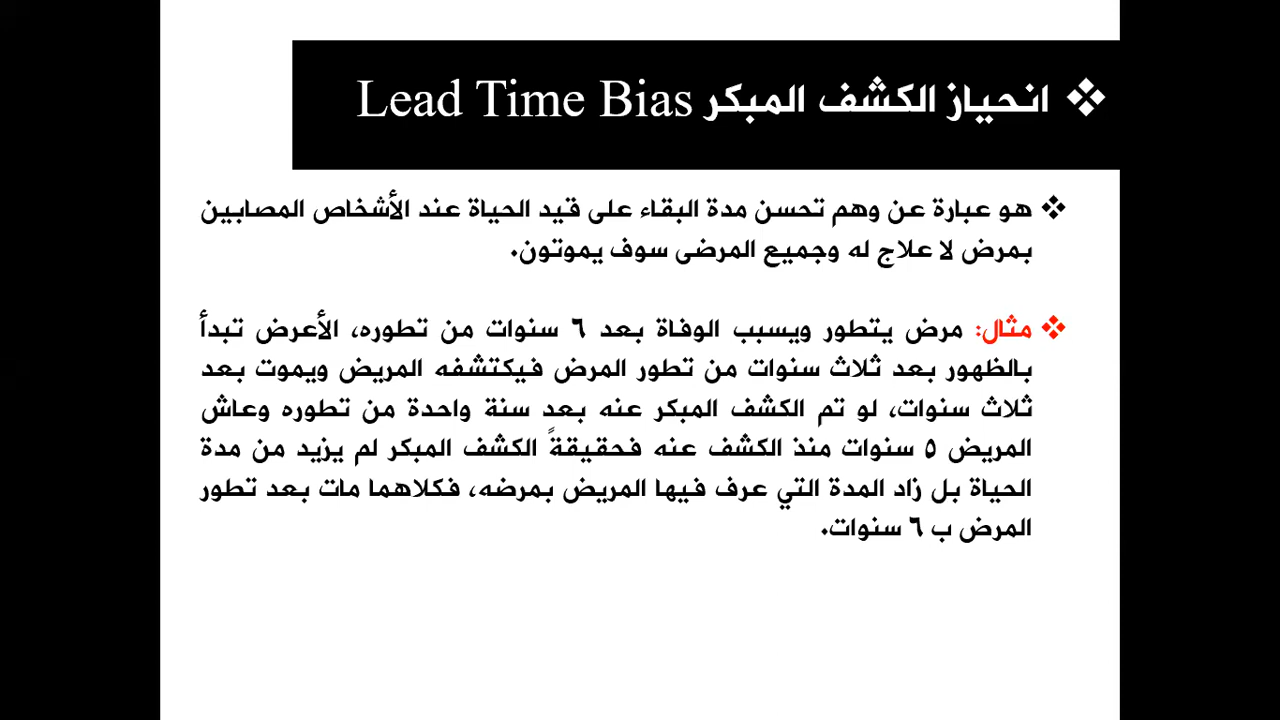 ❖ انحياز الكشف المبكر Lead Time Bias
❖ هو عبارة عن وهم تحسن مدة البقاء على قيد الحياة عند الأشخاص المصابين
بمرض لا علاج له وجميع المرضى سوف يموتون.
❖ مثال: مرض يتطور ويسبب الوفاة بعد ٦ سنوات من تطوره، الأعرض تبدأ
بالظهور بعد ثلاث سنوات من تطور المرض فيكتشفه المريض ويموت بعد
ثلاث سنوات، لو تم الكشف المبكر عنه بعد سنة واحدة من تطوره وعاش
المريض ٥ سنوات منذ الكشف عنه فحقيقةً الكشف المبكر لم يزيد من مدة
الحياة بل زاد المدة التي عرف فيها المريض بمرضه، فكلاهما مات بعد تطور
المرض ب ٦ سنوات.